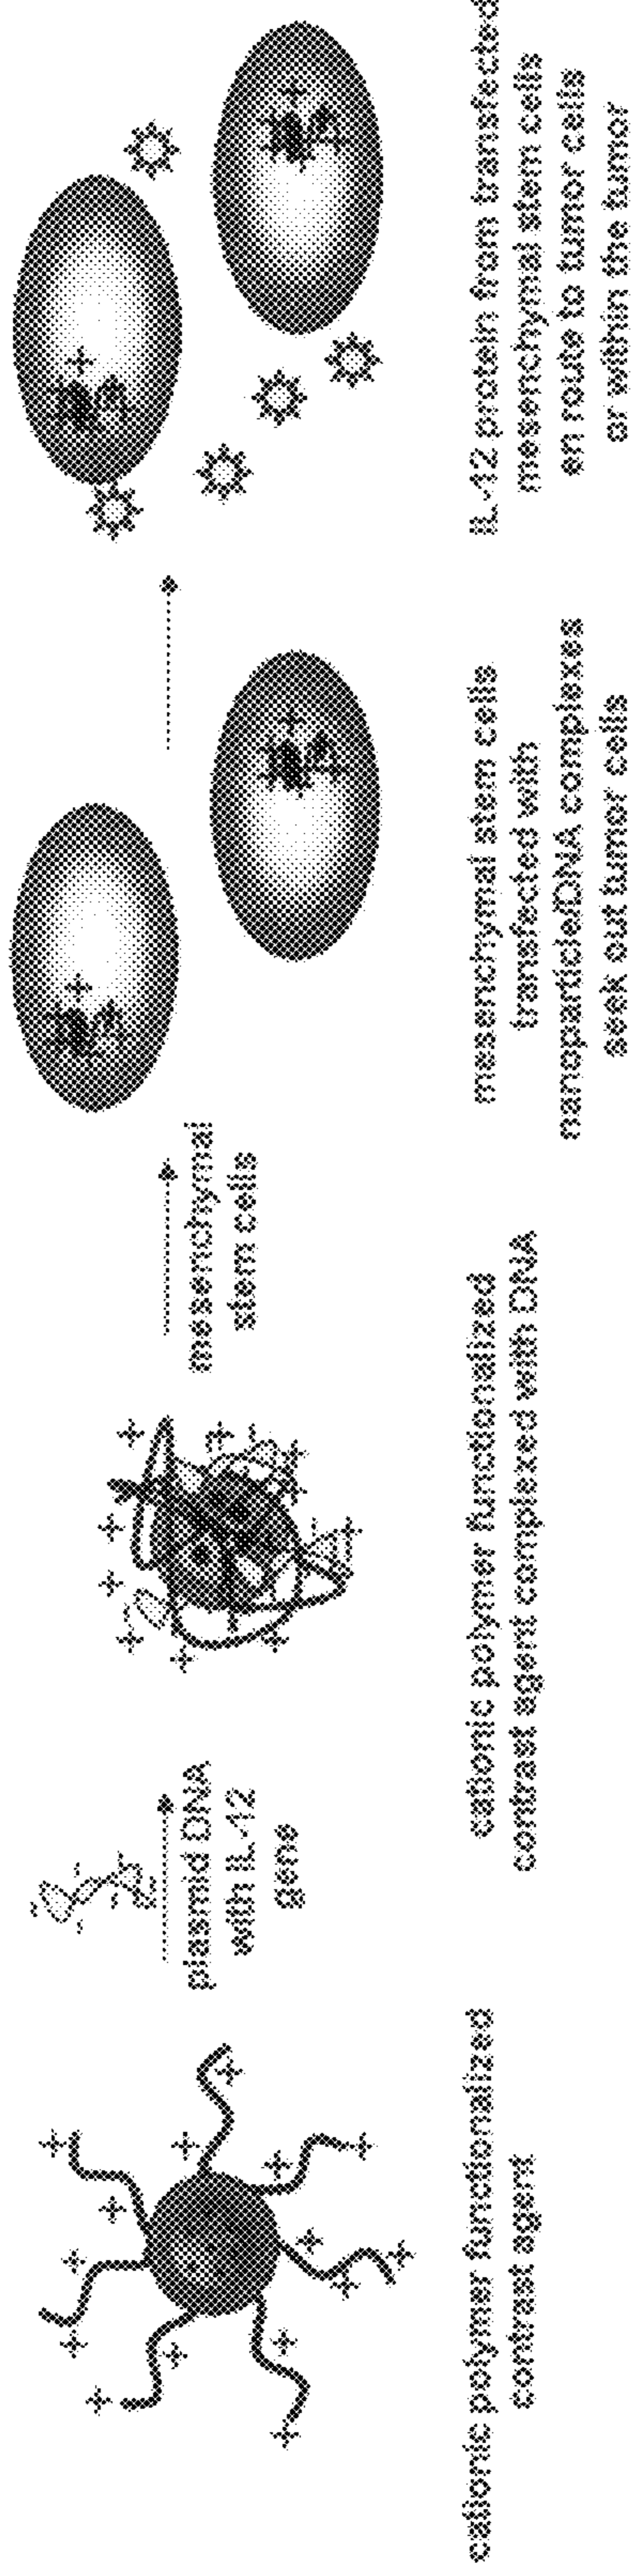 cationic polymer functionalized
contrast agent
plasmid DNA
with IL-12
gene
cationic polymer functionalized
contrast agent complexed with DNA
mesenchymal
stem cells
mesenchymal stem cells
transfected with
nanoparticle/DNA complexes
seek out tumor cells
IL-12 protein from transfected
mesenchymal stem cells
en route to tumor cells
or within the tumor